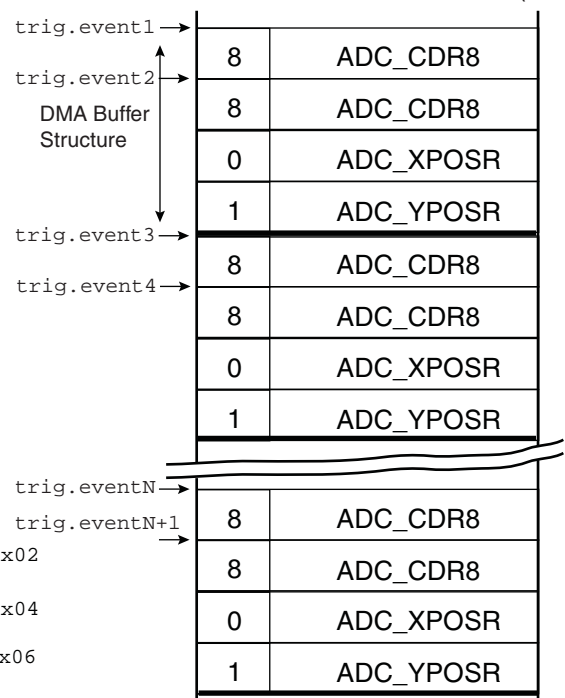 trig.event1
8 ADC_CDR8
trig.event2
DMA Buffer
Structure
8 ADC_CDR8
0 ADC_XPOSR
1 ADC_YPOSR
trig.event3
8 ADC_CDR8
trig.event4
8 ADC_CDR8
0 ADC_XPOSR
1 ADC_YPOSR
trig.eventN
8 ADC_CDR8
trig.eventN+1
x02
8 ADC_CDR8
x04
0 ADC_XPOSR
x06
1 ADC_YPOSR